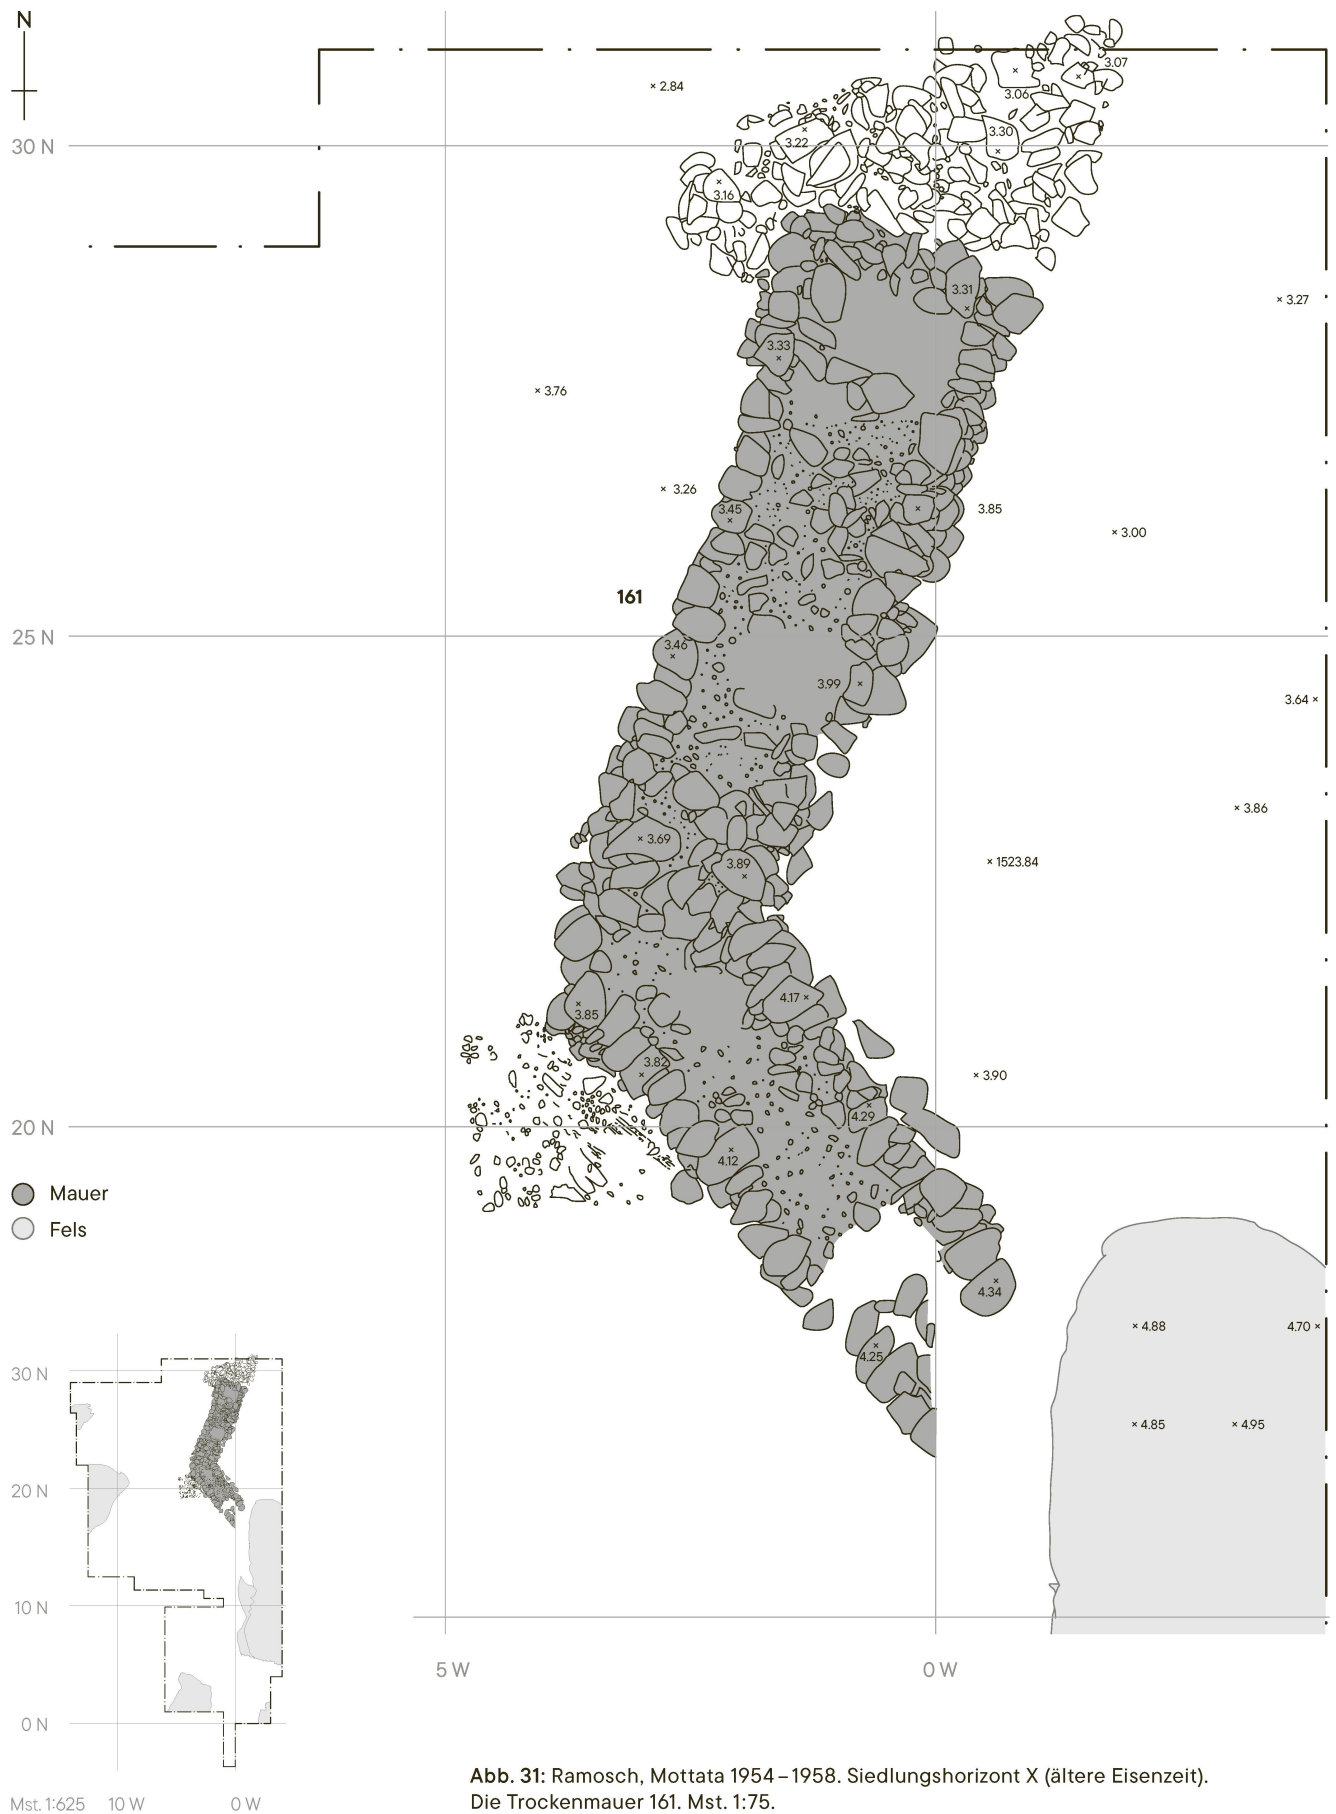 N
3.07
2.84
3.06
3.30
3.22
30 N
3.16
3.31
3.27
3.33
3.76
3.26
3.45
3.85
3.00
161
25 N
3.46
3.99
3.64
3.86
3.69
3.89
1523.84
4.17
3.85
3.82
3.90
4.29
20 N
4.12
Mauer
Fels
4.34
4.88
4.70
4.25
4.85
4.95
30 N
20 N
10 N
0 N
5 W
0 W
Mst. 1:625
10 W
0 W
Abb. 31: Ramosch, Mottata 1954–1958. Siedlungshorizont X (ältere Eisenzeit).
Die Trockenmauer 161. Mst. 1:75.